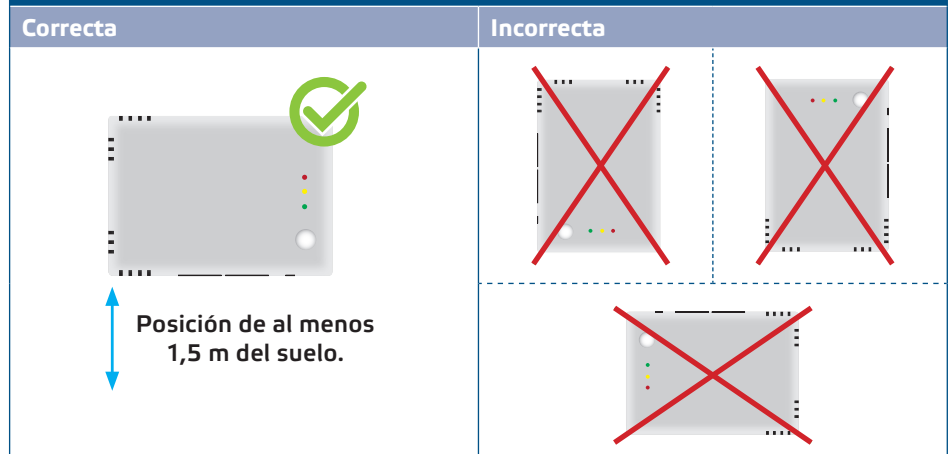 Correcta
Incorrecta
Posición de al menos
1,5 m del suelo.